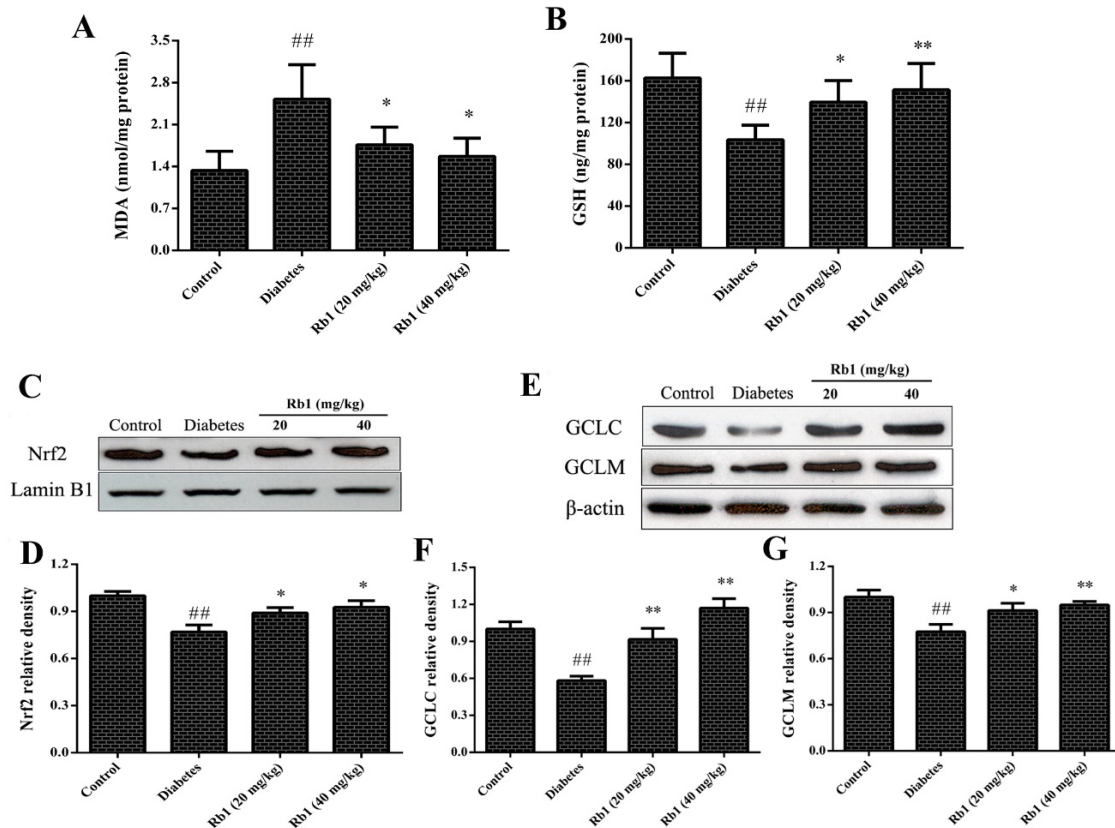 A
MDA (nmol/mg protein)
3.5
2.8
2.1
1.4
0.7
0.0
##
*
*
Control
Diabetes
Rb1 (20 mg/kg)
Rb1 (40 mg/kg)
B
GSH (ng/mg protein)
200
160
120
80
40
0
##
*
**
Control
Diabetes
Rb1 (20 mg/kg)
Rb1 (40 mg/kg)
C
Rb1 (mg/kg)
Control Diabetes 20 40
Nrf2
Lamin B1
E
Rb1 (mg/kg)
Control Diabetes 20 40
GCLC
GCLM
β-actin
D
Nrf2 relative density
1.2
0.9
0.6
0.3
0.0
##
*
*
Control
Diabetes
Rb1 (20 mg/kg)
Rb1 (40 mg/kg)
F
GCLC relative density
1.5
1.2
0.9
0.6
0.3
0.0
##
**
**
Control
Diabetes
Rb1 (20 mg/kg)
Rb1 (40 mg/kg)
G
GCLM relative density
1.2
0.9
0.6
0.3
0.0
##
*
**
Control
Diabetes
Rb1 (20 mg/kg)
Rb1 (40 mg/kg)